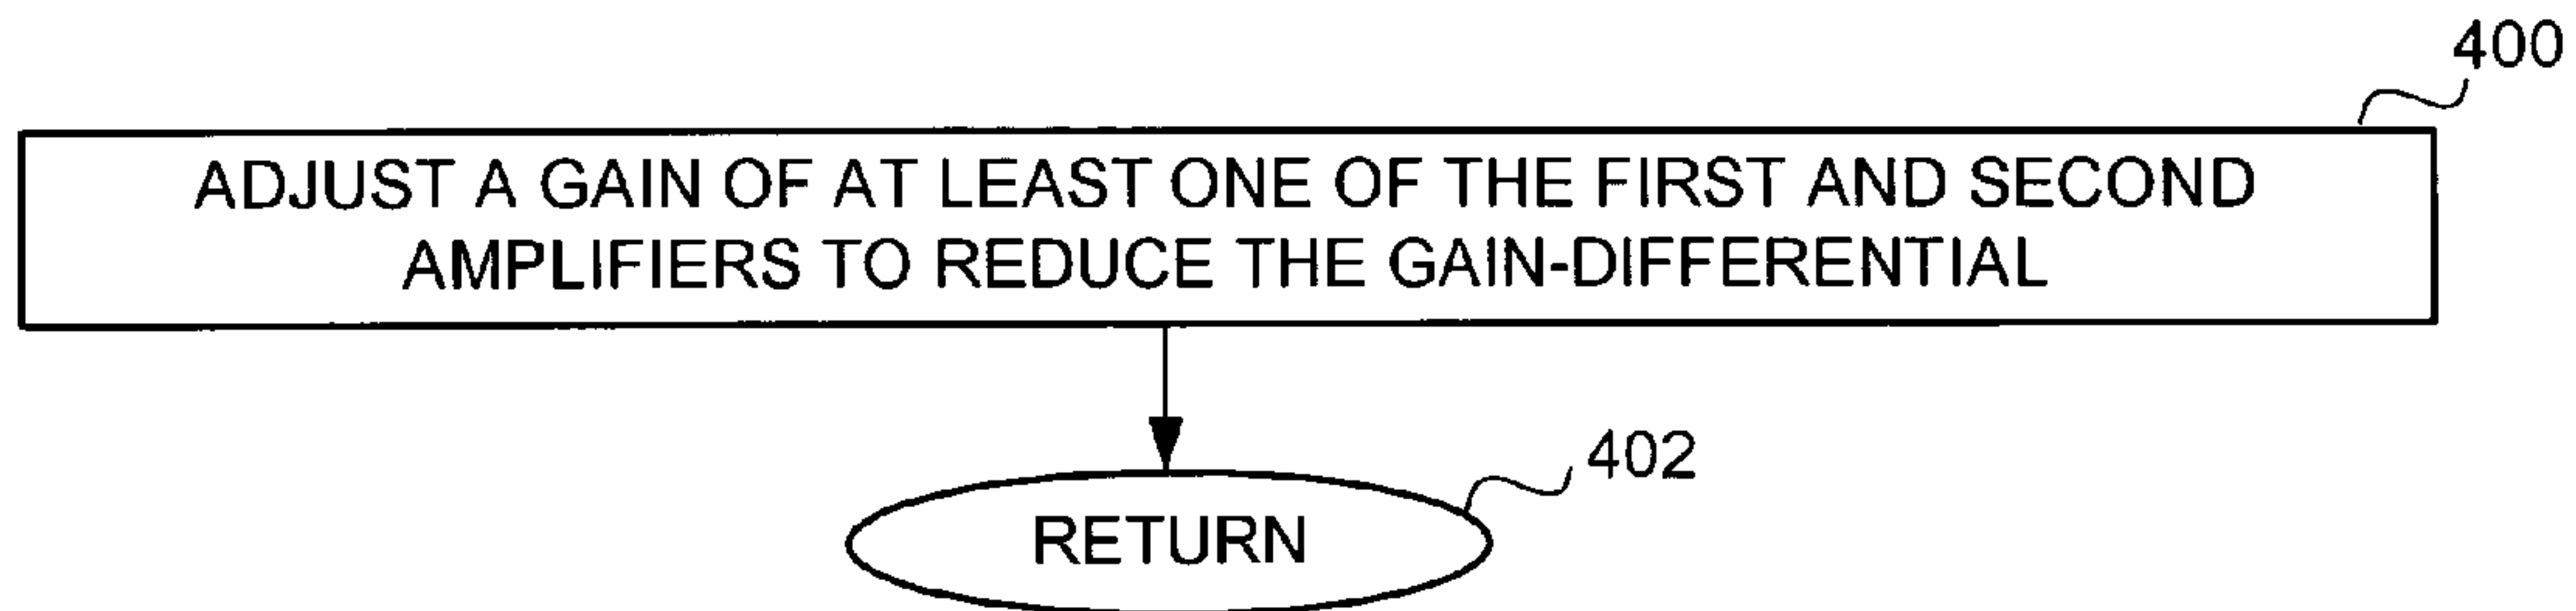 400
ADJUST A GAIN OF AT LEAST ONE OF THE FIRST AND SECOND
AMPLIFIERS TO REDUCE THE GAIN-DIFFERENTIAL
402
RETURN